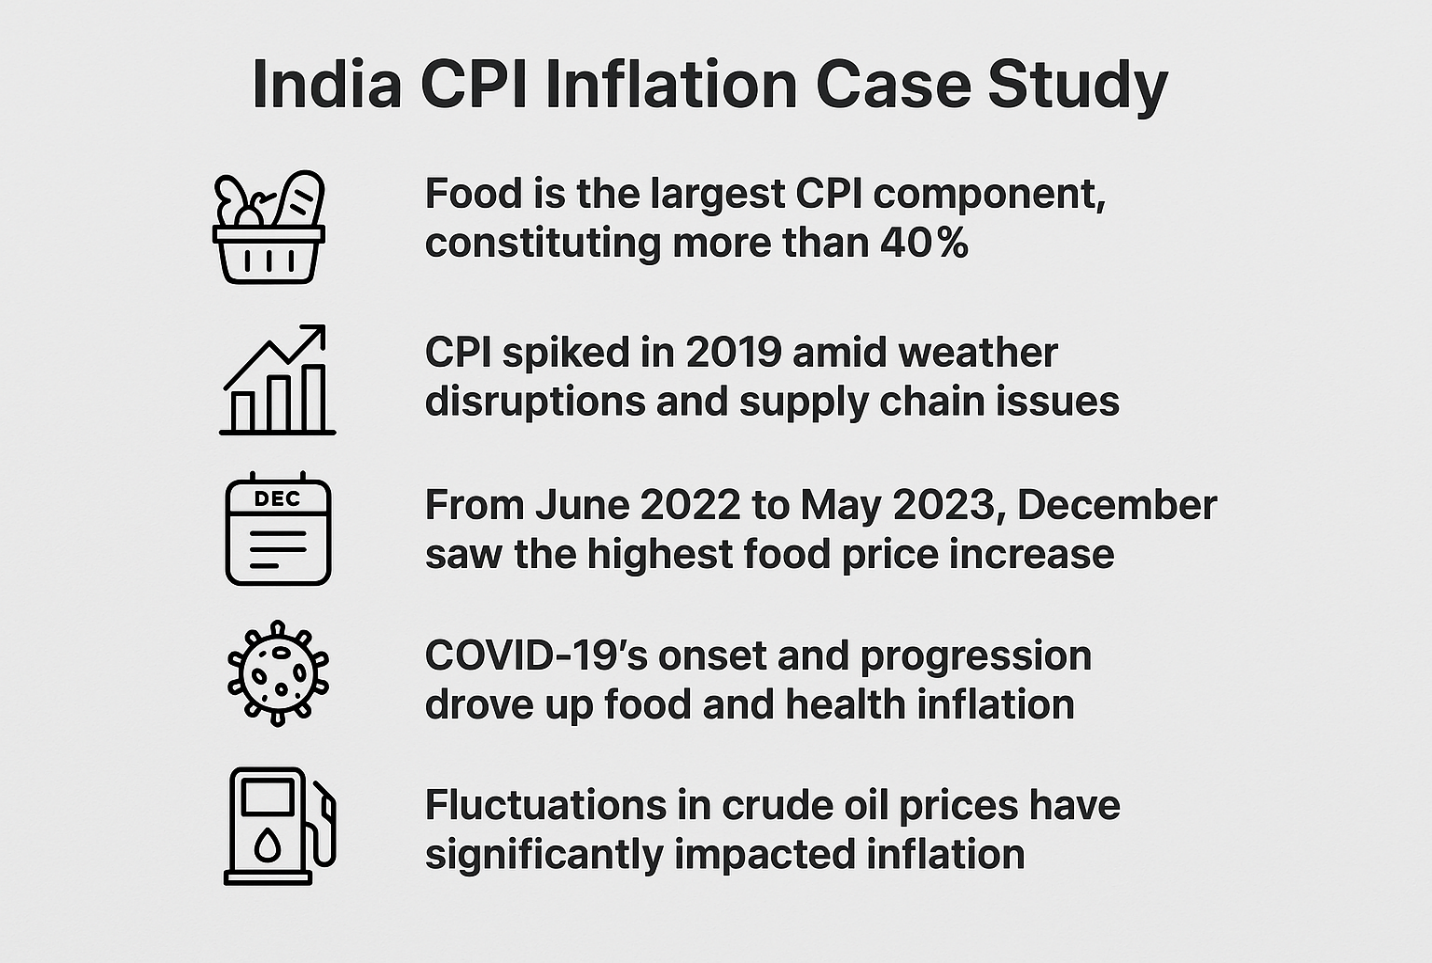 India CPI Inflation Case Study
Food is the largest CPI component,
constituting more than 40%
CPI spiked in 2019 amid weather
disruptions and supply chain issues
DEC
From June 2022 to May 2023, December
saw the highest food price increase
COVID-19’s onset and progression
drove up food and health inflation
Fluctuations in crude oil prices have
significantly impacted inflation